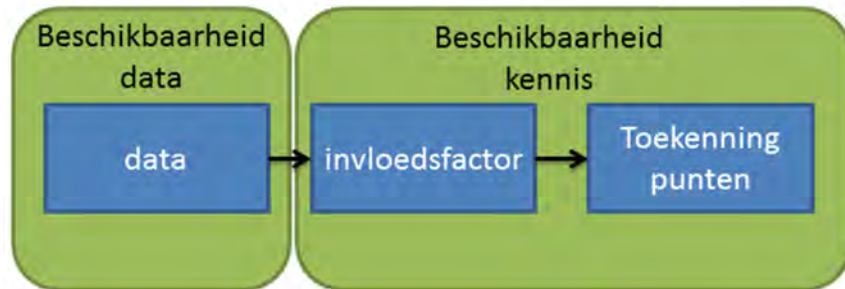 Beschikbaarheid
data
data
Beschikbaarheid
kennis
invloedsfactor
Toekenning
punten